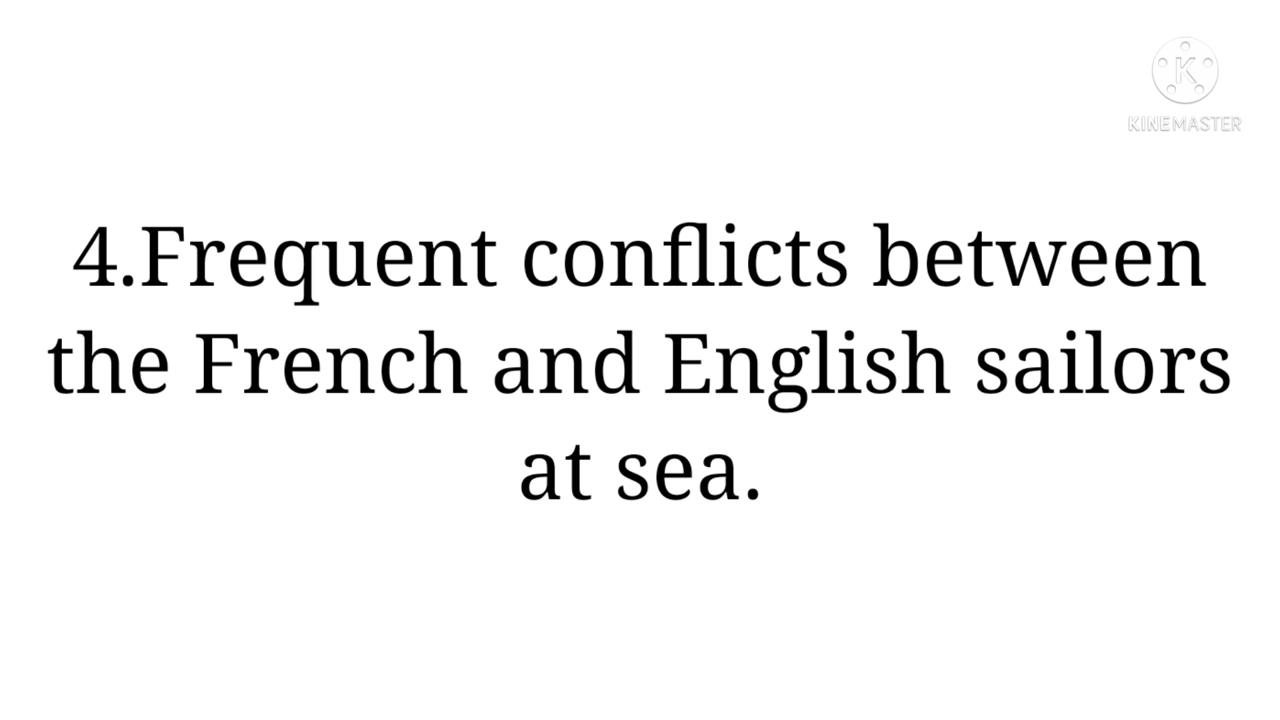 KINEMASTER
4.Frequent conflicts between
the French and English sailors
at sea.